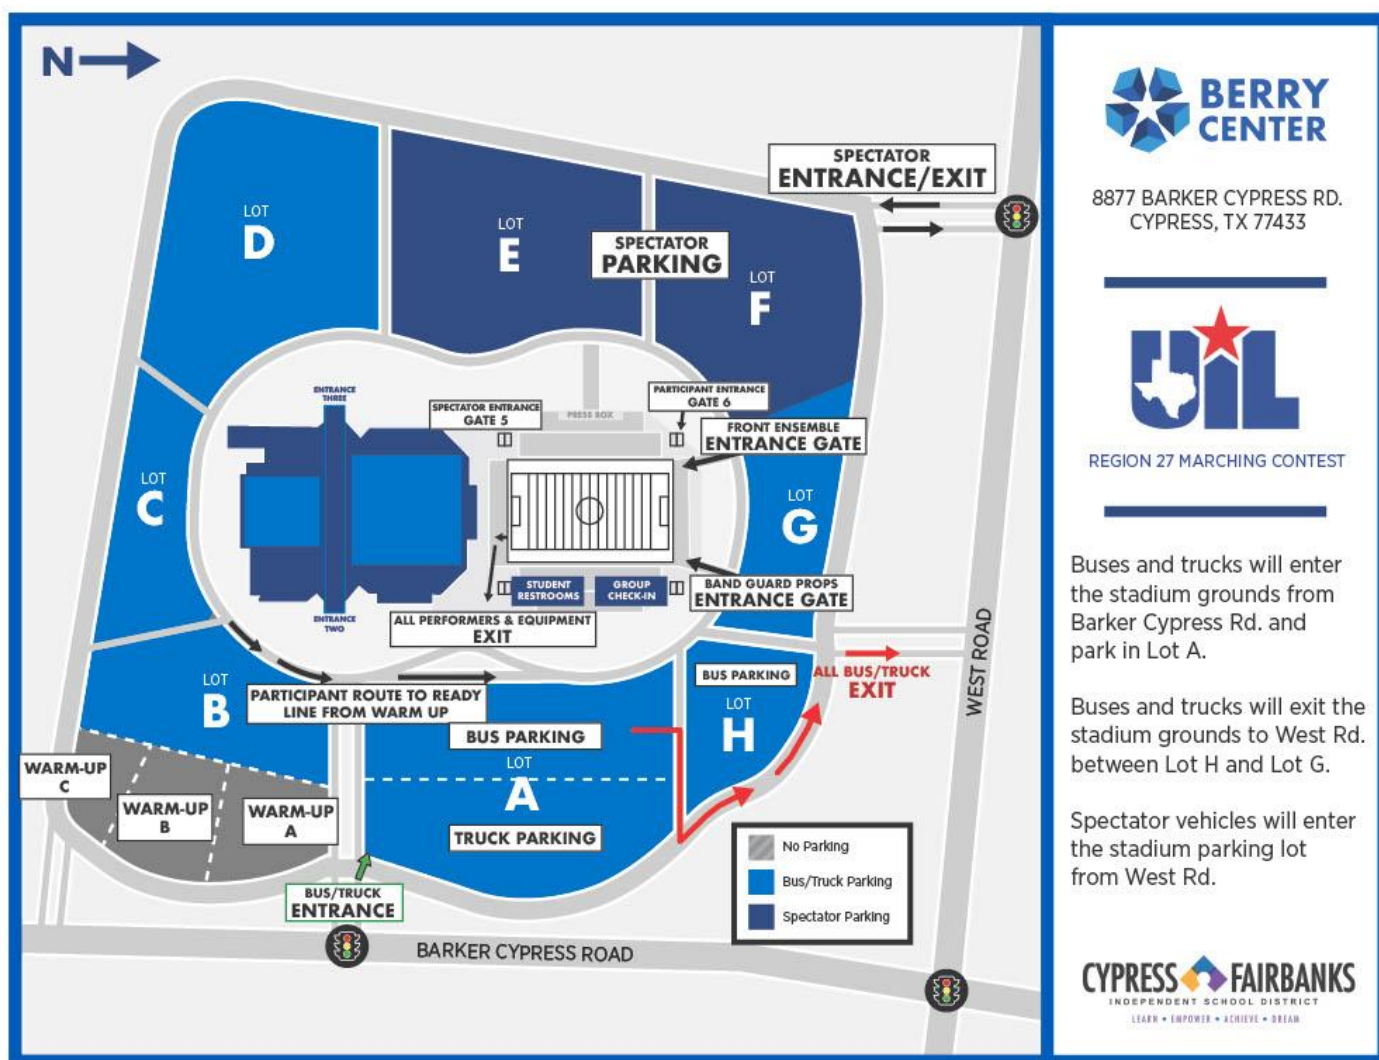 N
LOT
D
LOT
E
SPECTATOR
PARKING
LOT
F
SPECTATOR
ENTRANCE/EXIT
ENTRANCE
THREE
SPECTATOR ENTRANCE
GATE 5
PRESS BOX
PARTICIPANT ENTRANCE
GATE 6
FRONT ENSEMBLE
ENTRANCE GATE
LOT
C
LOT
G
STUDENT
RESTROOMS
GROUP
CHECK-IN
BAND GUARD PROPS
ENTRANCE GATE
ENTRANCE
TWO
ALL PERFORMERS & EQUIPMENT
EXIT
WEST ROAD
LOT
B
PARTICIPANT ROUTE TO READY
LINE FROM WARM UP
BUS PARKING
LOT
H
ALL BUS/TRUCK
EXIT
BUS PARKING
LOT
A
TRUCK PARKING
WARM-UP
C
WARM-UP
B
WARM-UP
A
BUS/TRUCK
ENTRANCE
No Parking
Bus/Truck Parking
Spectator Parking
BARKER CYPRESS ROAD
BERRY
CENTER
8877 BARKER CYPRESS RD.
CYPRESS, TX 77433
UIL
REGION 27 MARCHING CONTEST
Buses and trucks will enter
the stadium grounds from
Barker Cypress Rd. and
park in Lot A.
Buses and trucks will exit the
stadium grounds to West Rd.
between Lot H and Lot G.
Spectator vehicles will enter
the stadium parking lot
from West Rd.
CYPRESS FAIRBANKS
INDEPENDENT SCHOOL DISTRICT
LEARN • EMPOWER • ACHIEVE • DREAM